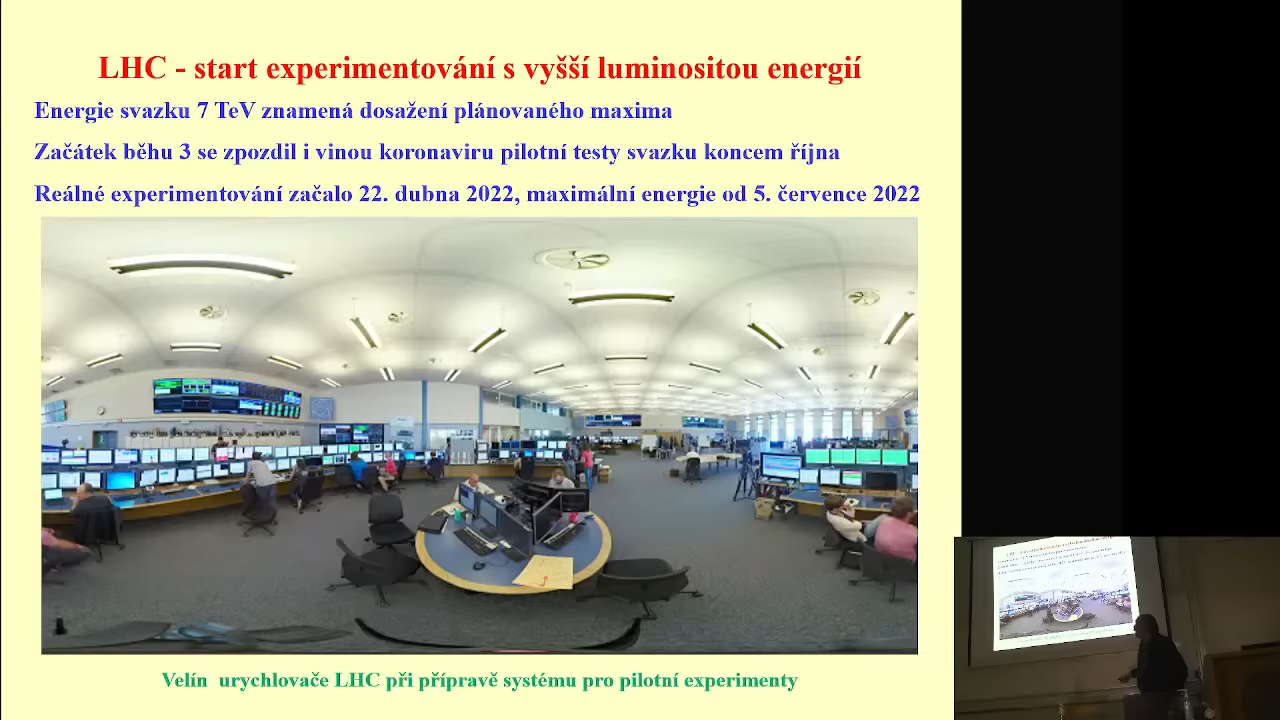 LHC - start experimentování s vyšší luminositou energií
Energie svazku 7 TeV znamená dosažení plánovaného maxima
Začátek běhu 3 se zpozdil i vinou koronaviru pilotní testy svazku koncem října
Reálné experimentování začalo 22. dubna 2022, maximální energie od 5. července 2022
Velín urychlovače LHC při přípravě systému pro pilotní experimenty